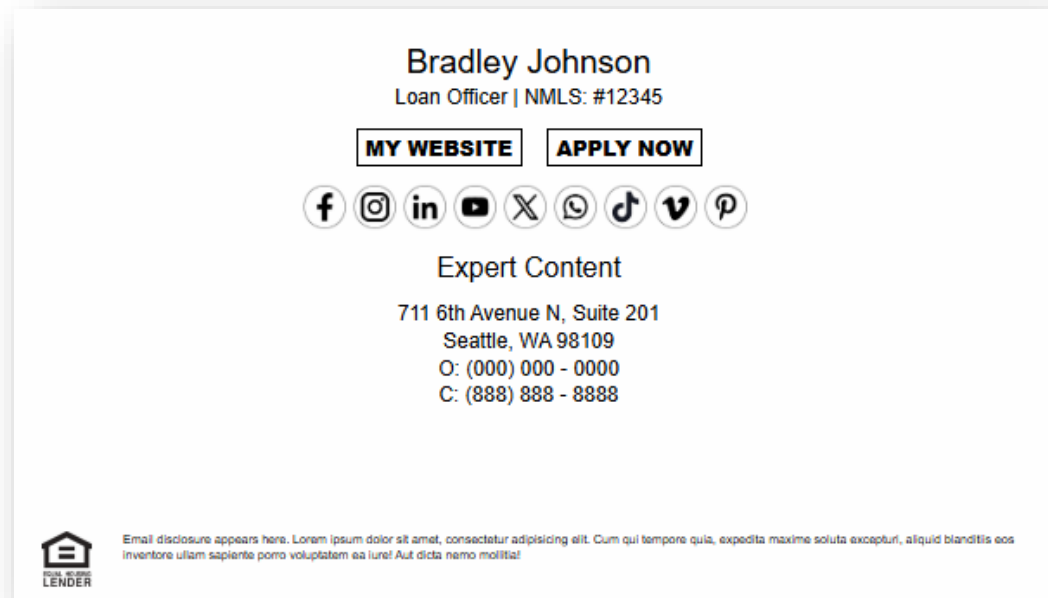 Bradley Johnson
Loan Officer | NMLS: #12345
MY WEBSITE APPLY NOW
Expert Content
711 6th Avenue N, Suite 201
Seattle, WA 98109
O: (000) 000 - 0000
C: (888) 888 - 8888
Email disclosure appears here. Lorem ipsum dolor sit amet, consectetur adipisicing elit. Cum qui tempore quia, expedita maxime soluta excepturi, aliquid blanditiis eos
inventore ullam sapiente porro voluptatem ea iure! Aut dicta nemo mollitia!
EQUAL HOUSING
LENDER